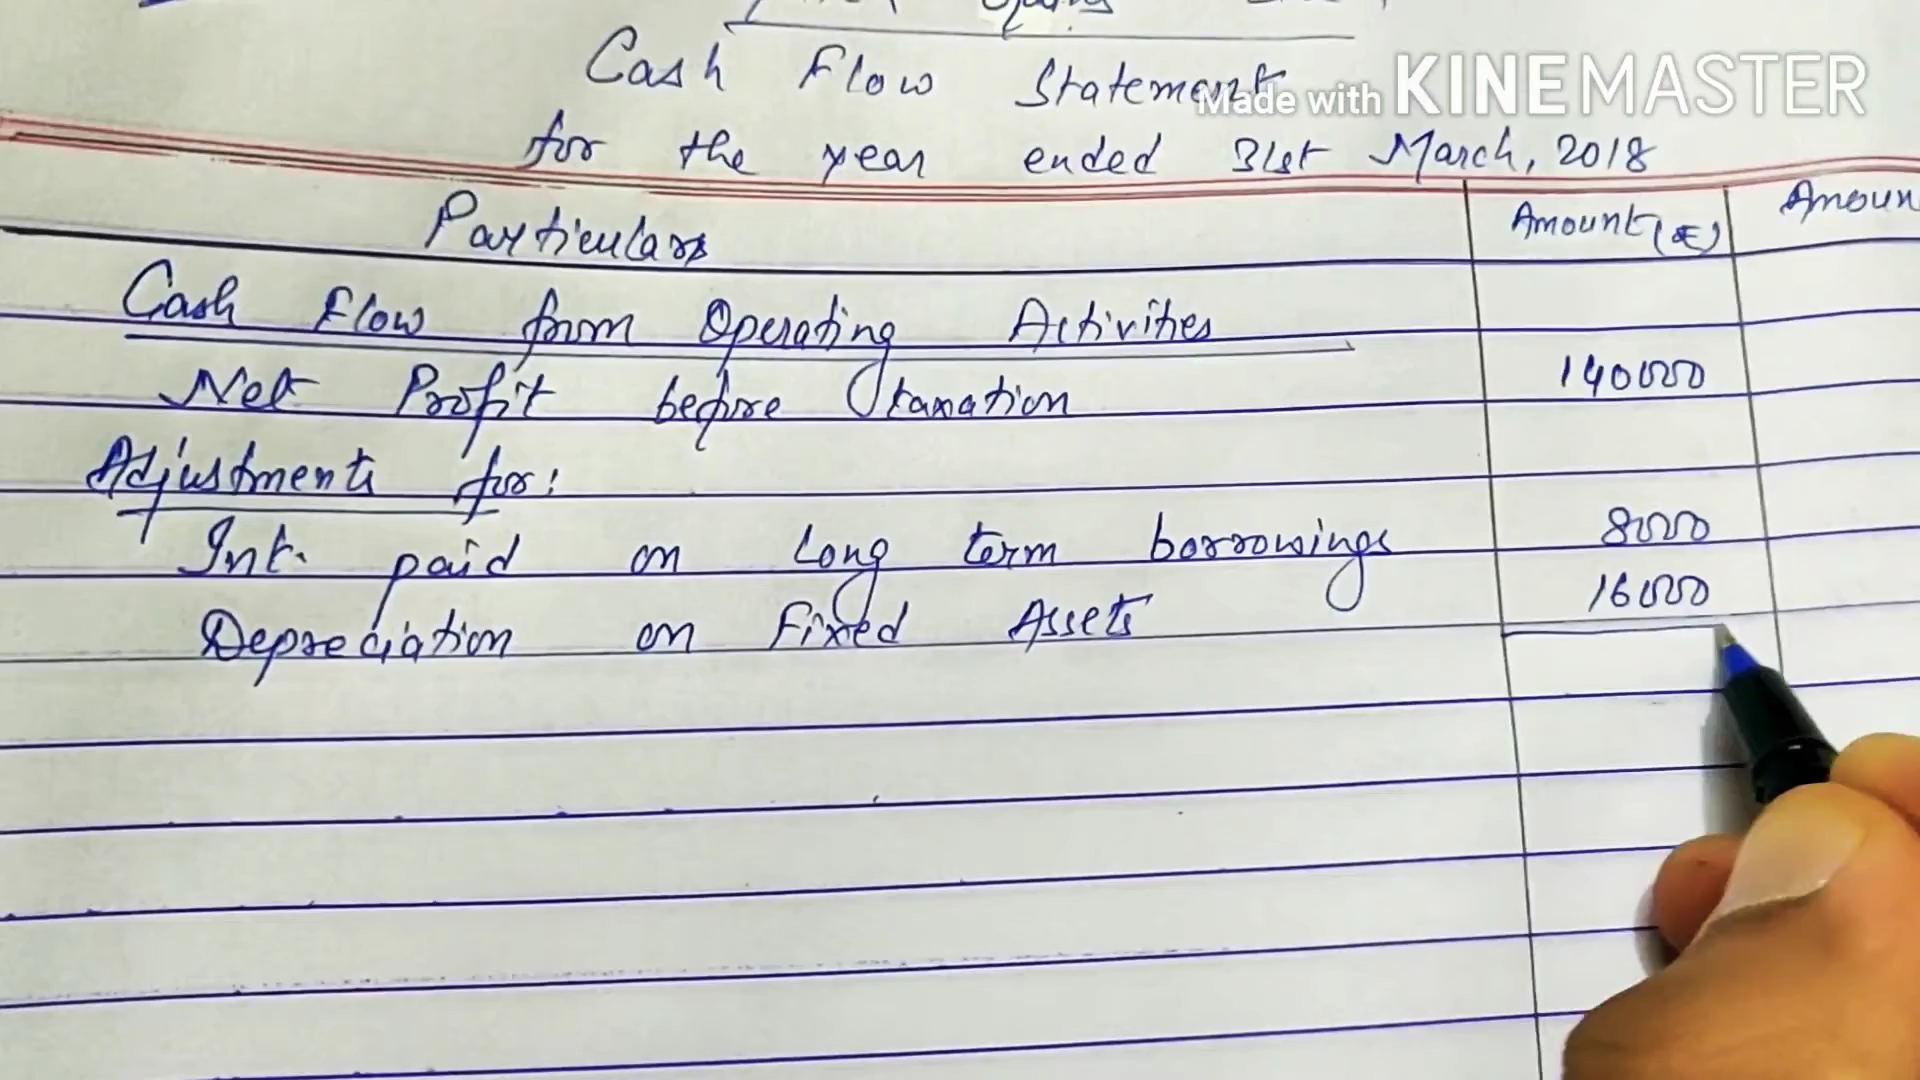 Cash Flow Statement
Made with KINEMASTER
for the year ended 31st March, 2018
Particulars Amount (₹) Amoun
Cash Flow from Operating Activities
Net Profit before taxation 140000
Adjustments for:
Int. paid on long term borrowings 8000
Depreciation on Fixed Assets 16000